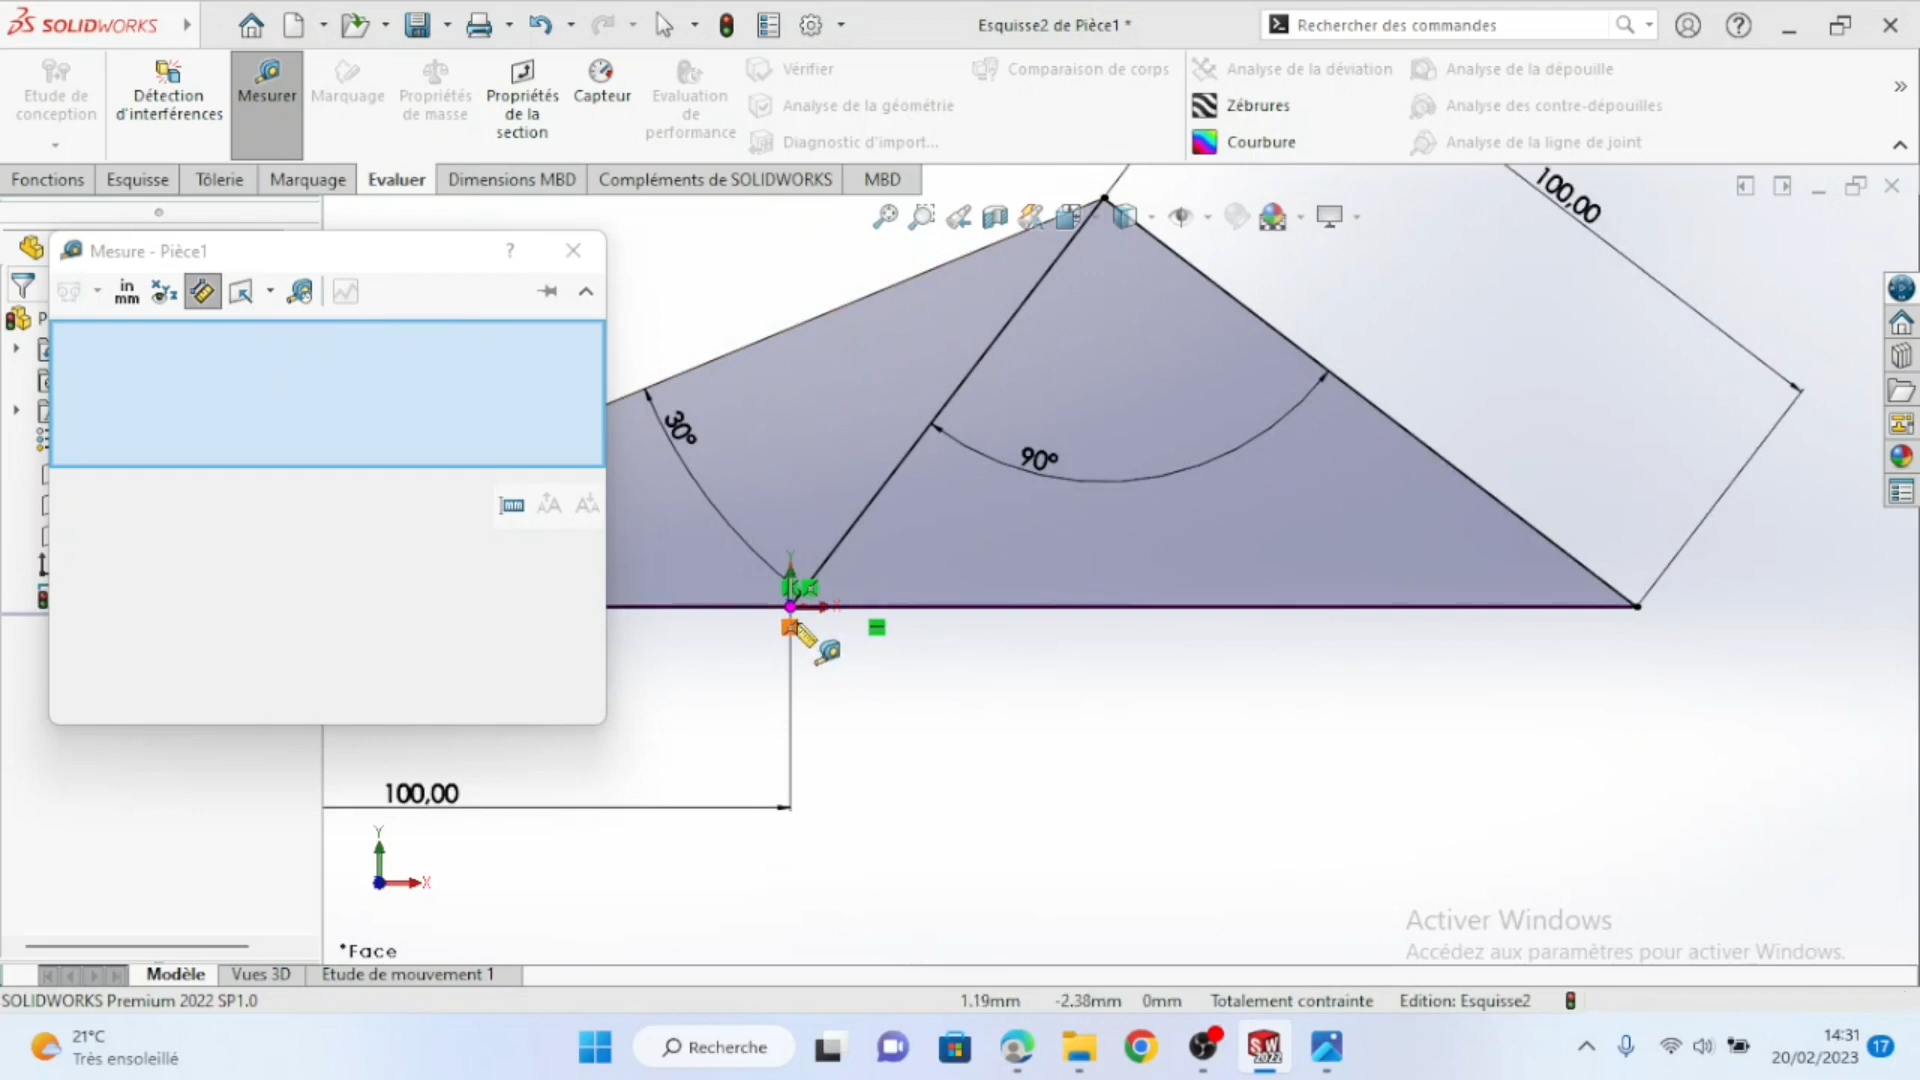 SOLIDWORKS
Esquisse2 de Pièce1 *
Rechercher des commandes
Etude de
conception
Détection
d'interférences
Mesurer
Marquage
Propriétés
de masse
Propriétés
de la
section
Capteur
Evaluation
de
performance
Vérifier
Analyse de la géométrie
Diagnostic d'import...
Comparaison de corps
Zébrures
Courbure
Analyse de la déviation
Analyse de la dépouille
Analyse des contre-dépouilles
Analyse de la ligne de joint
Fonctions
Esquisse
Tôlerie
Marquage
Evaluer
Dimensions MBD
Compléments de SOLIDWORKS
MBD
Mesure - Pièce1
?
in
mm
XYZ
P
mm
100,00
30°
90°
Y
X
100,00
Y
X
*Face
Activer Windows
Accédez aux paramètres pour activer Windows.
Modèle
Vues 3D
Etude de mouvement 1
SOLIDWORKS Premium 2022 SP1.0
1.19mm
-2.38mm
0mm
Totalement contrainte
Edition: Esquisse2
21°C
Très ensoleillé
Recherche
SW
2022
14:31
20/02/2023
17